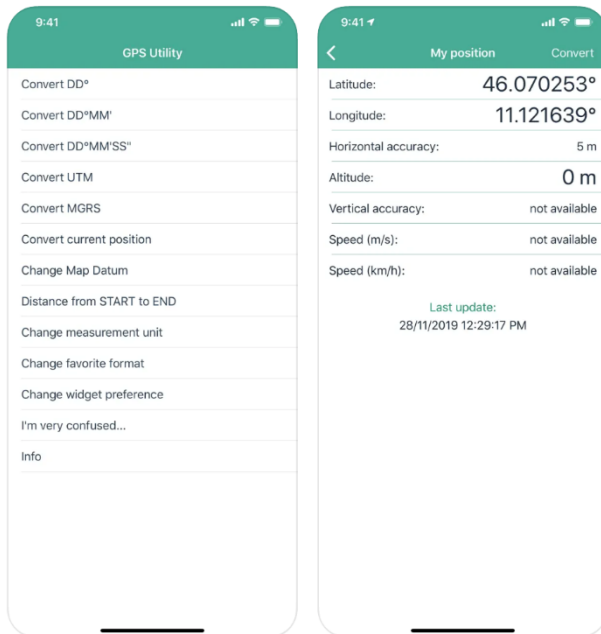 9:41
GPS Utility
Convert DD°
Convert DD°MM'
Convert DD°MM'SS"
Convert UTM
Convert MGRS
Convert current position
Change Map Datum
Distance from START to END
Change measurement unit
Change favorite format
Change widget preference
I'm very confused...
Info
9:41
My position Convert
Latitude: 46.070253°
Longitude: 11.121639°
Horizontal accuracy: 5 m
Altitude: 0 m
Vertical accuracy: not available
Speed (m/s): not available
Speed (km/h): not available
Last update:
28/11/2019 12:29:17 PM